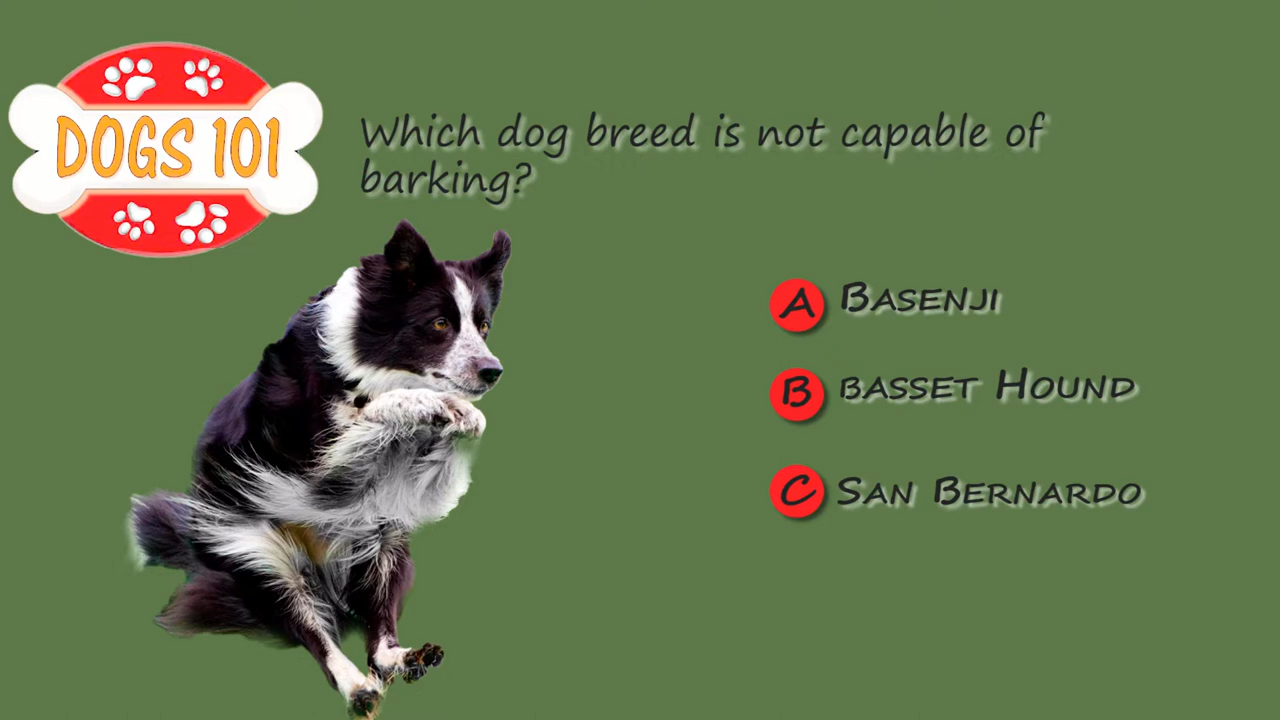 DOGS 101
Which dog breed is not capable of
barking?
A Basenji
B basset Hound
C San Bernardo